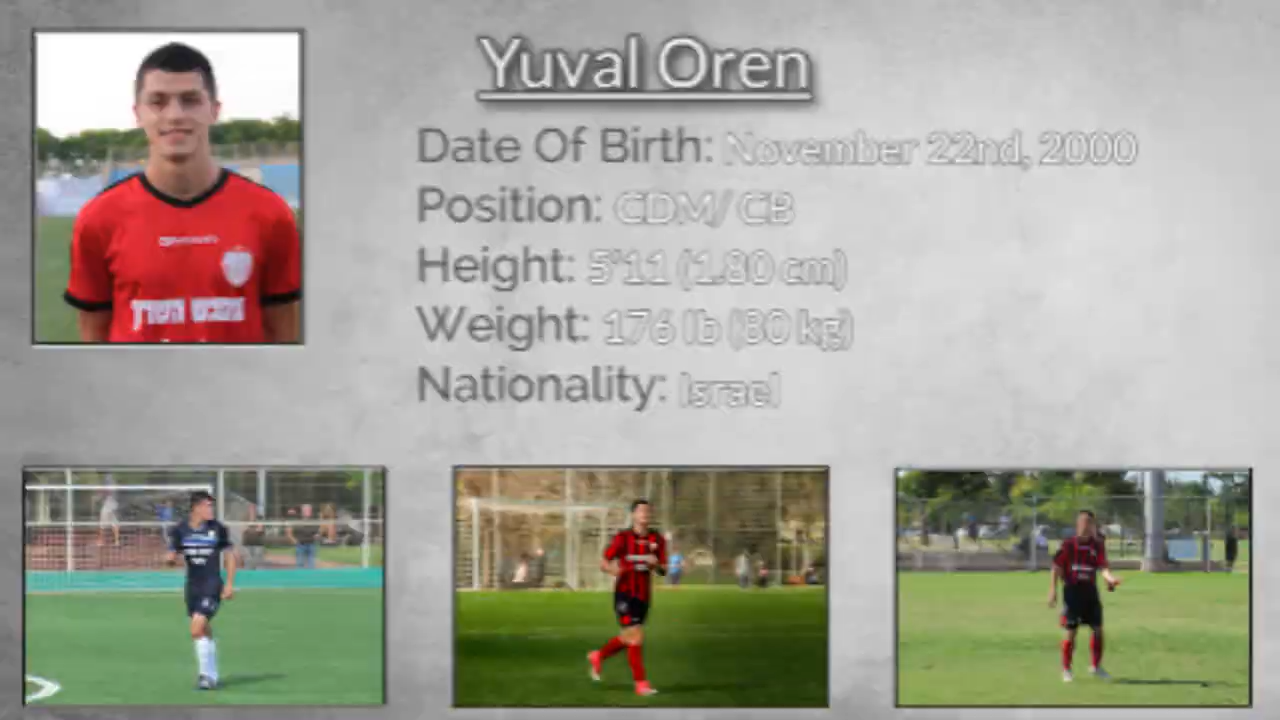 Yuval Oren
Date Of Birth: November 22nd, 2000
Position: CDM/ CB
Height: 5'11 (1.80 cm)
Weight: 176 lb (80 kg)
Nationality: Israel